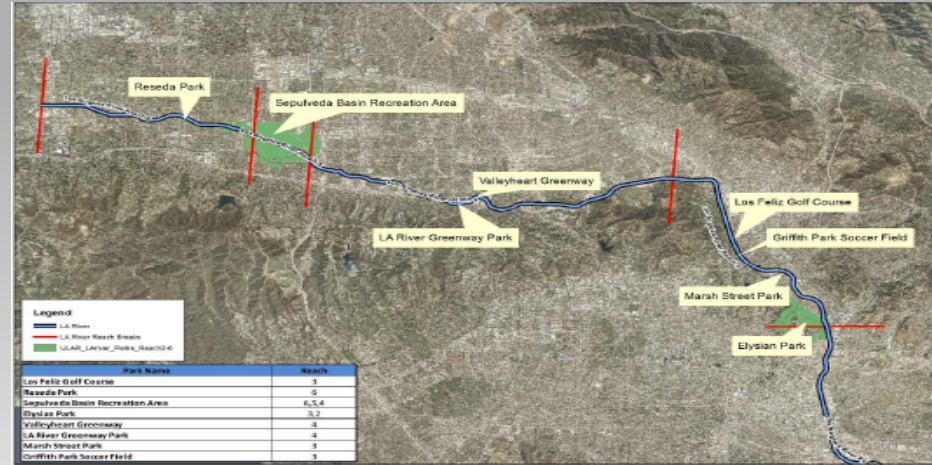 Reseda Park
Sepulveda Basin Recreation Area
Valleyheart Greenway
LA River Greenway Park
Los Feliz Golf Course
Griffith Park Soccer Field
Marsh Street Park
Elysian Park
Legend
LA River
LA River Reach Breaks
ULAR_LAriver_Parks_Reach2-6
Park Name Reach
Los Feliz Golf Course 3
Reseda Park 6
Sepulveda Basin Recreation Area 6,5,4
Elysian Park 3,2
Valleyheart Greenway 4
LA River Greenway Park 4
Marsh Street Park 3
Griffith Park Soccer Field 3